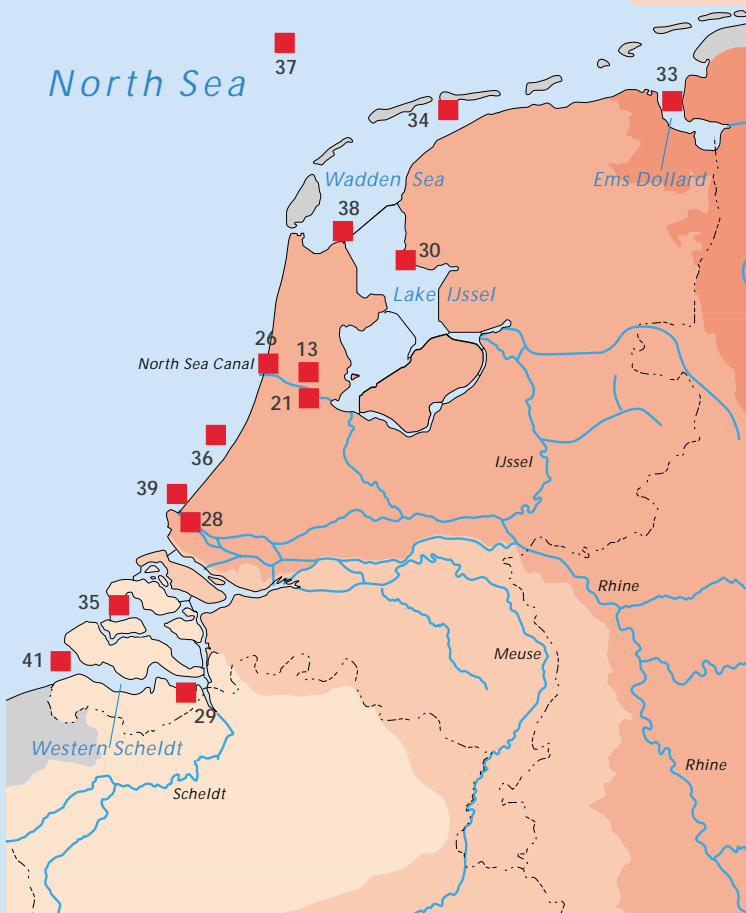 37
North Sea
33
34
Wadden Sea
Ems Dollard
38
30
Lake IJssel
26
13
North Sea Canal
21
36
IJssel
39
28
Rhine
35
41
Meuse
29
Western Scheldt
Rhine
Scheldt